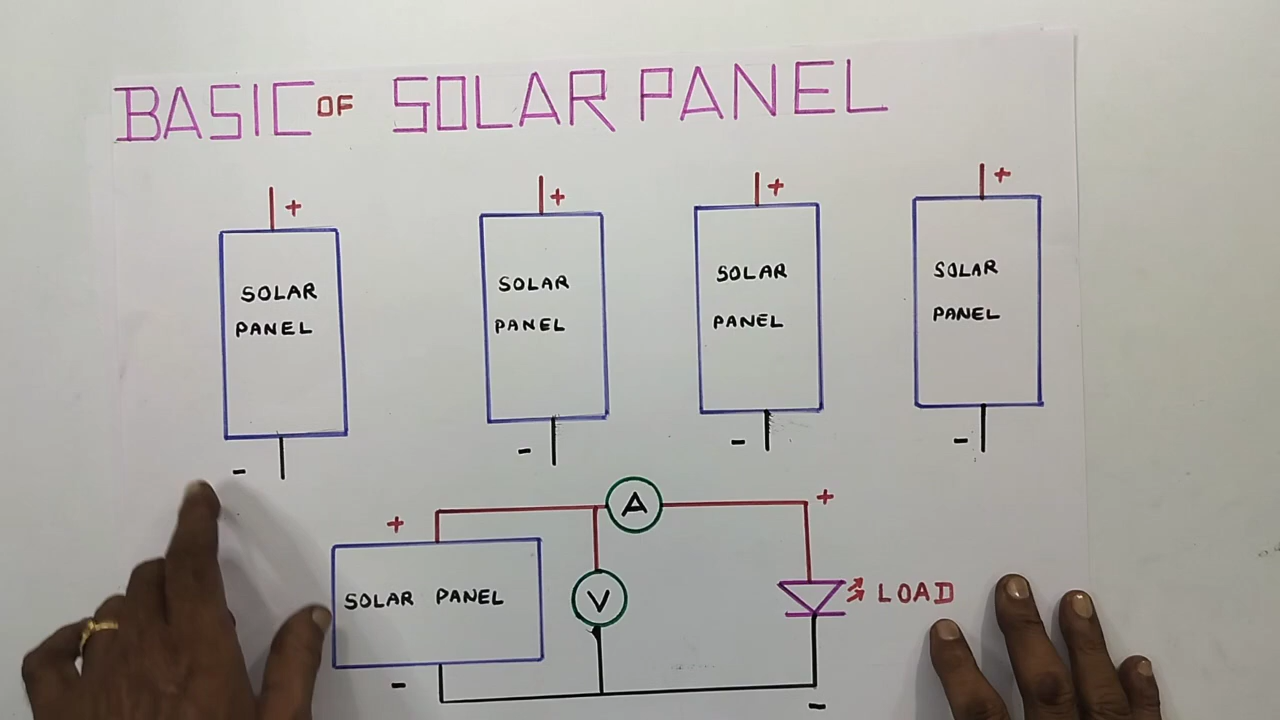 BASIC OF SOLAR PANEL
+
+
+
+
SOLAR
PANEL
SOLAR
PANEL
SOLAR
PANEL
SOLAR
PANEL
-
-
-
-
+
A
+
SOLAR PANEL
V
LOAD
-
-